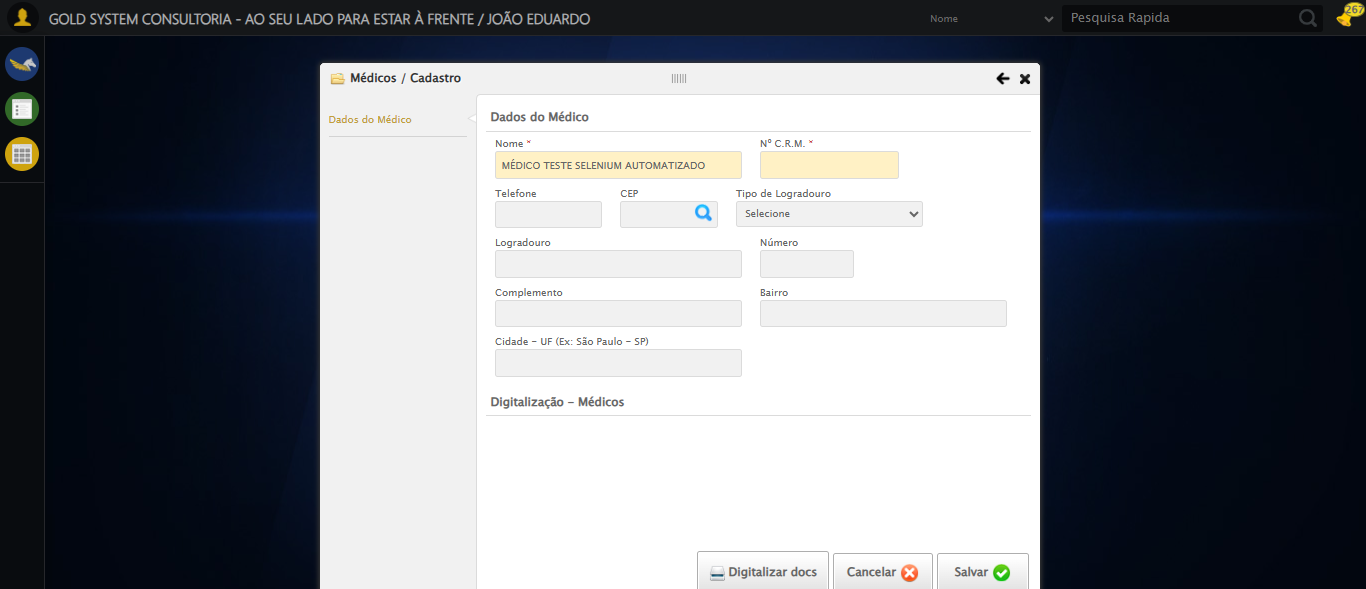 GOLD SYSTEM CONSULTORIA - AO SEU LADO PARA ESTAR À FRENTE / JOÃO EDUARDO
Nome
Pesquisa Rapida
267
Médicos / Cadastro
Dados do Médico
Dados do Médico
Nome *
Nº C.R.M. *
MÉDICO TESTE SELENIUM AUTOMATIZADO
Telefone
CEP
Tipo de Logradouro
Selecione
Logradouro
Número
Complemento
Bairro
Cidade - UF (Ex: São Paulo - SP)
Digitalização - Médicos
Digitalizar docs
Cancelar
Salvar